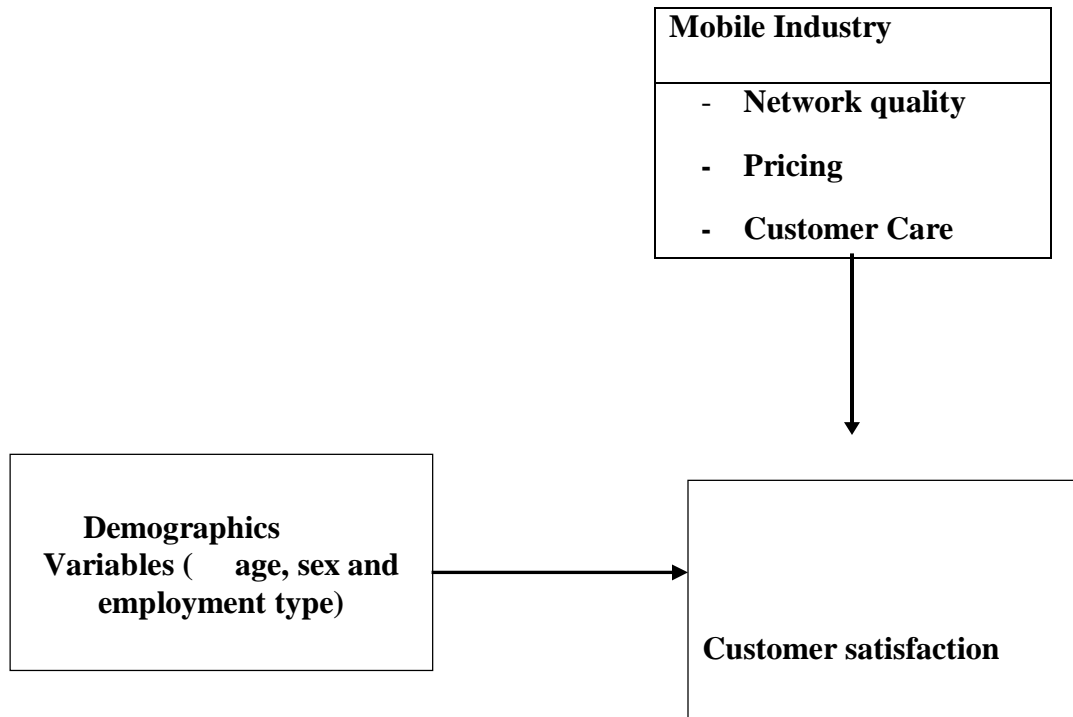 Mobile Industry
- Network quality
- Pricing
- Customer Care
Demographics
Variables ( age, sex and
employment type)
Customer satisfaction